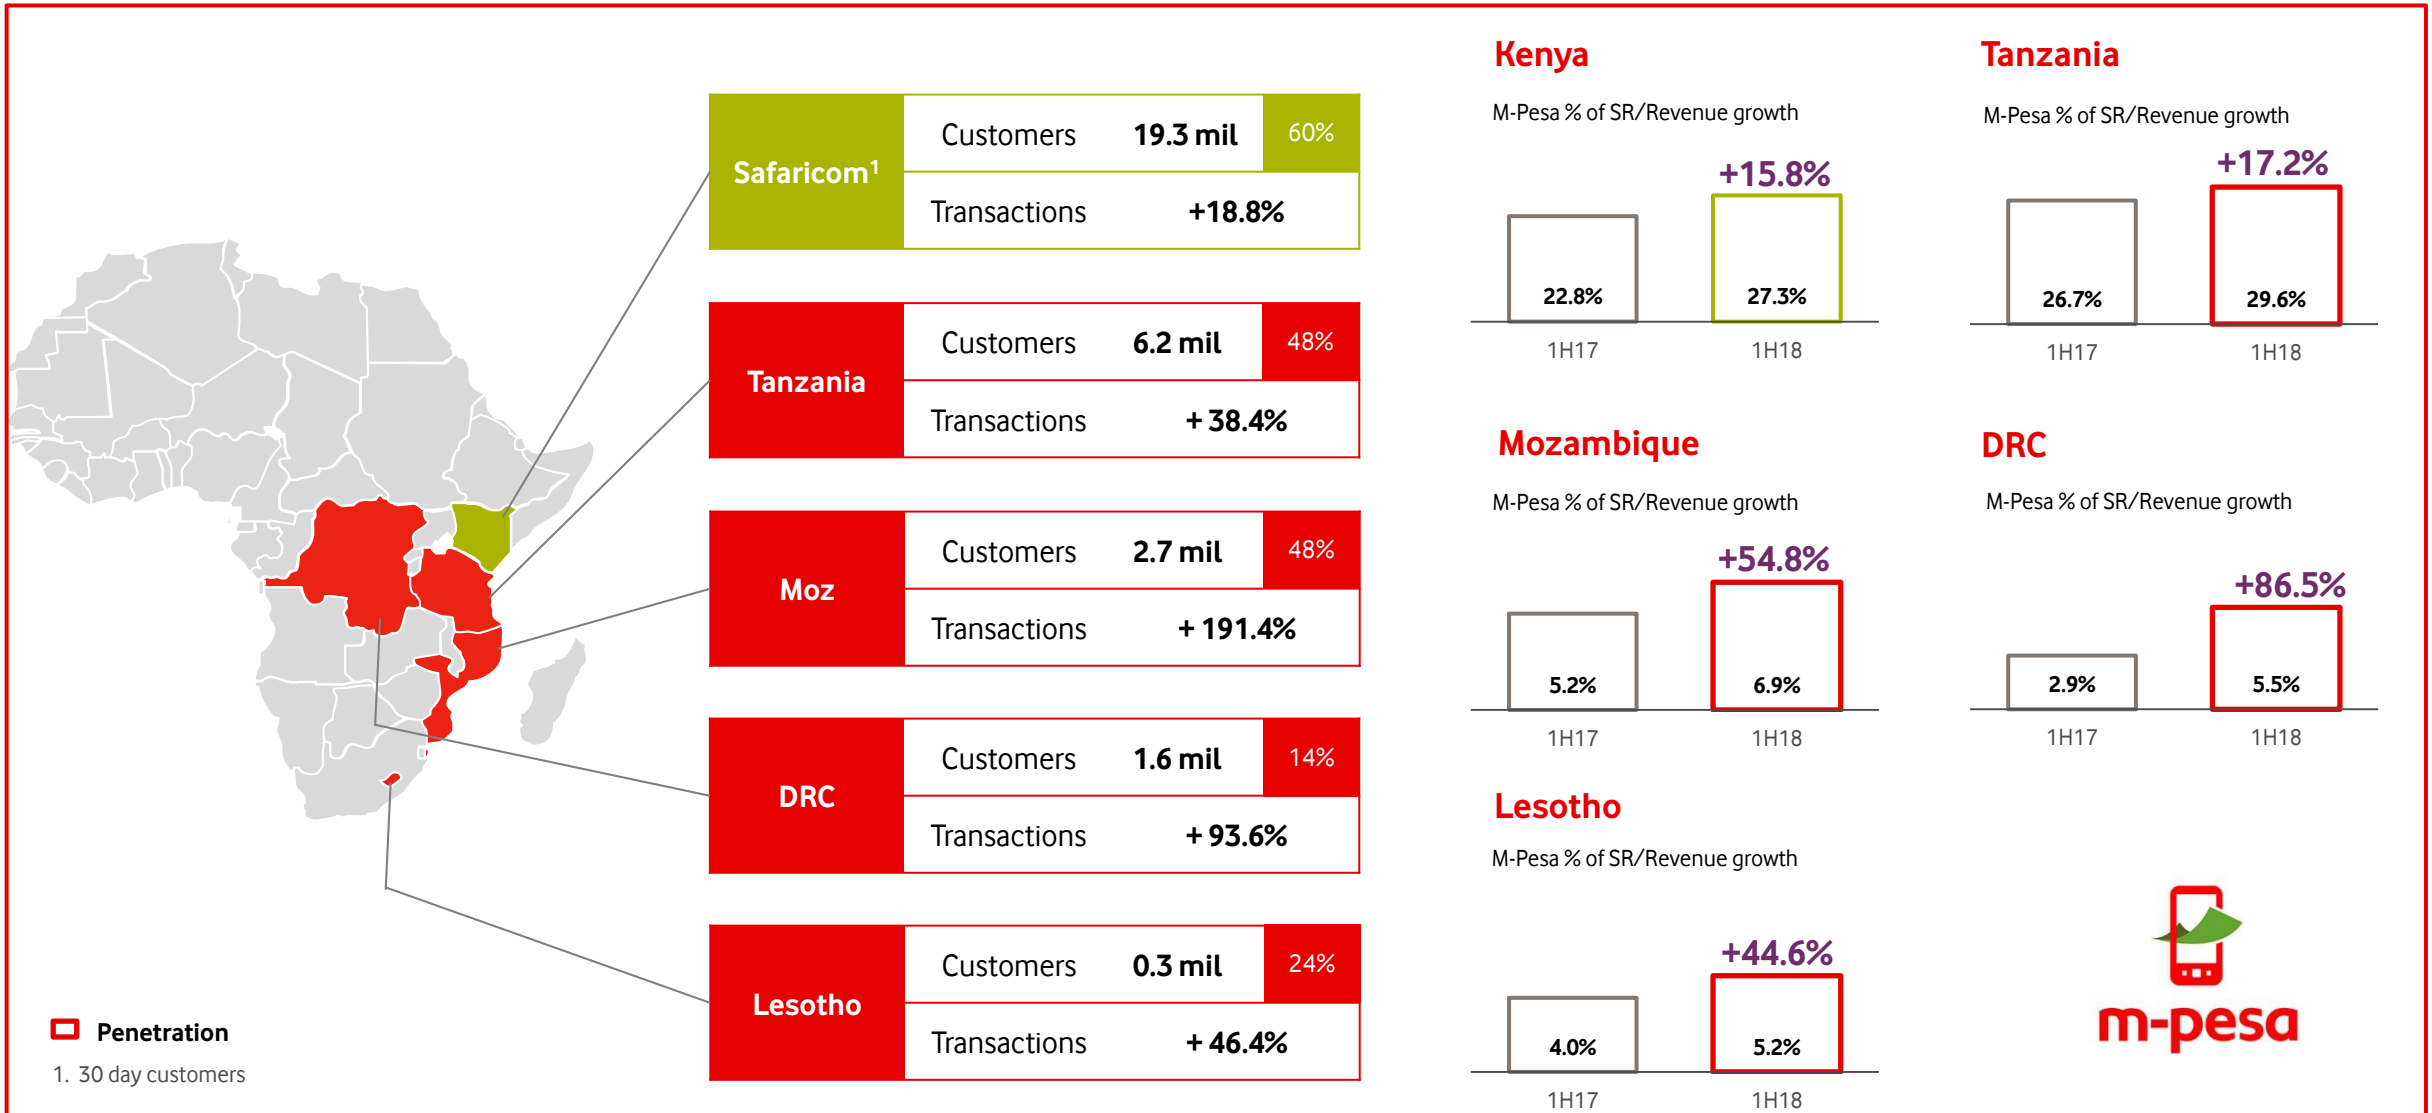 Safaricom1
Customers 19.3 mil 60%
Transactions +18.8%
Tanzania
Customers 6.2 mil 48%
Transactions + 38.4%
Moz
Customers 2.7 mil 48%
Transactions + 191.4%
DRC
Customers 1.6 mil 14%
Transactions + 93.6%
Lesotho
Customers 0.3 mil 24%
Transactions + 46.4%
Penetration
1. 30 day customers
Kenya
M-Pesa % of SR/Revenue growth
+15.8%
22.8% 27.3%
1H17 1H18
Tanzania
M-Pesa % of SR/Revenue growth
+17.2%
26.7% 29.6%
1H17 1H18
Mozambique
M-Pesa % of SR/Revenue growth
+54.8%
5.2% 6.9%
1H17 1H18
DRC
M-Pesa % of SR/Revenue growth
+86.5%
2.9% 5.5%
1H17 1H18
Lesotho
M-Pesa % of SR/Revenue growth
+44.6%
4.0% 5.2%
1H17 1H18
m-pesa